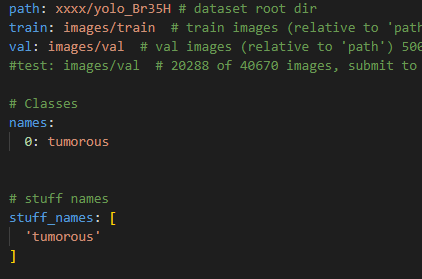 path: xxxx/yolo_Br35H # dataset root dir
train: images/train  # train images (relative to 'path
val: images/val  # val images (relative to 'path') 500
#test: images/val  # 20288 of 40670 images, submit to
# Classes
names:
  0: tumorous
# stuff names
stuff_names: [
  'tumorous'
]